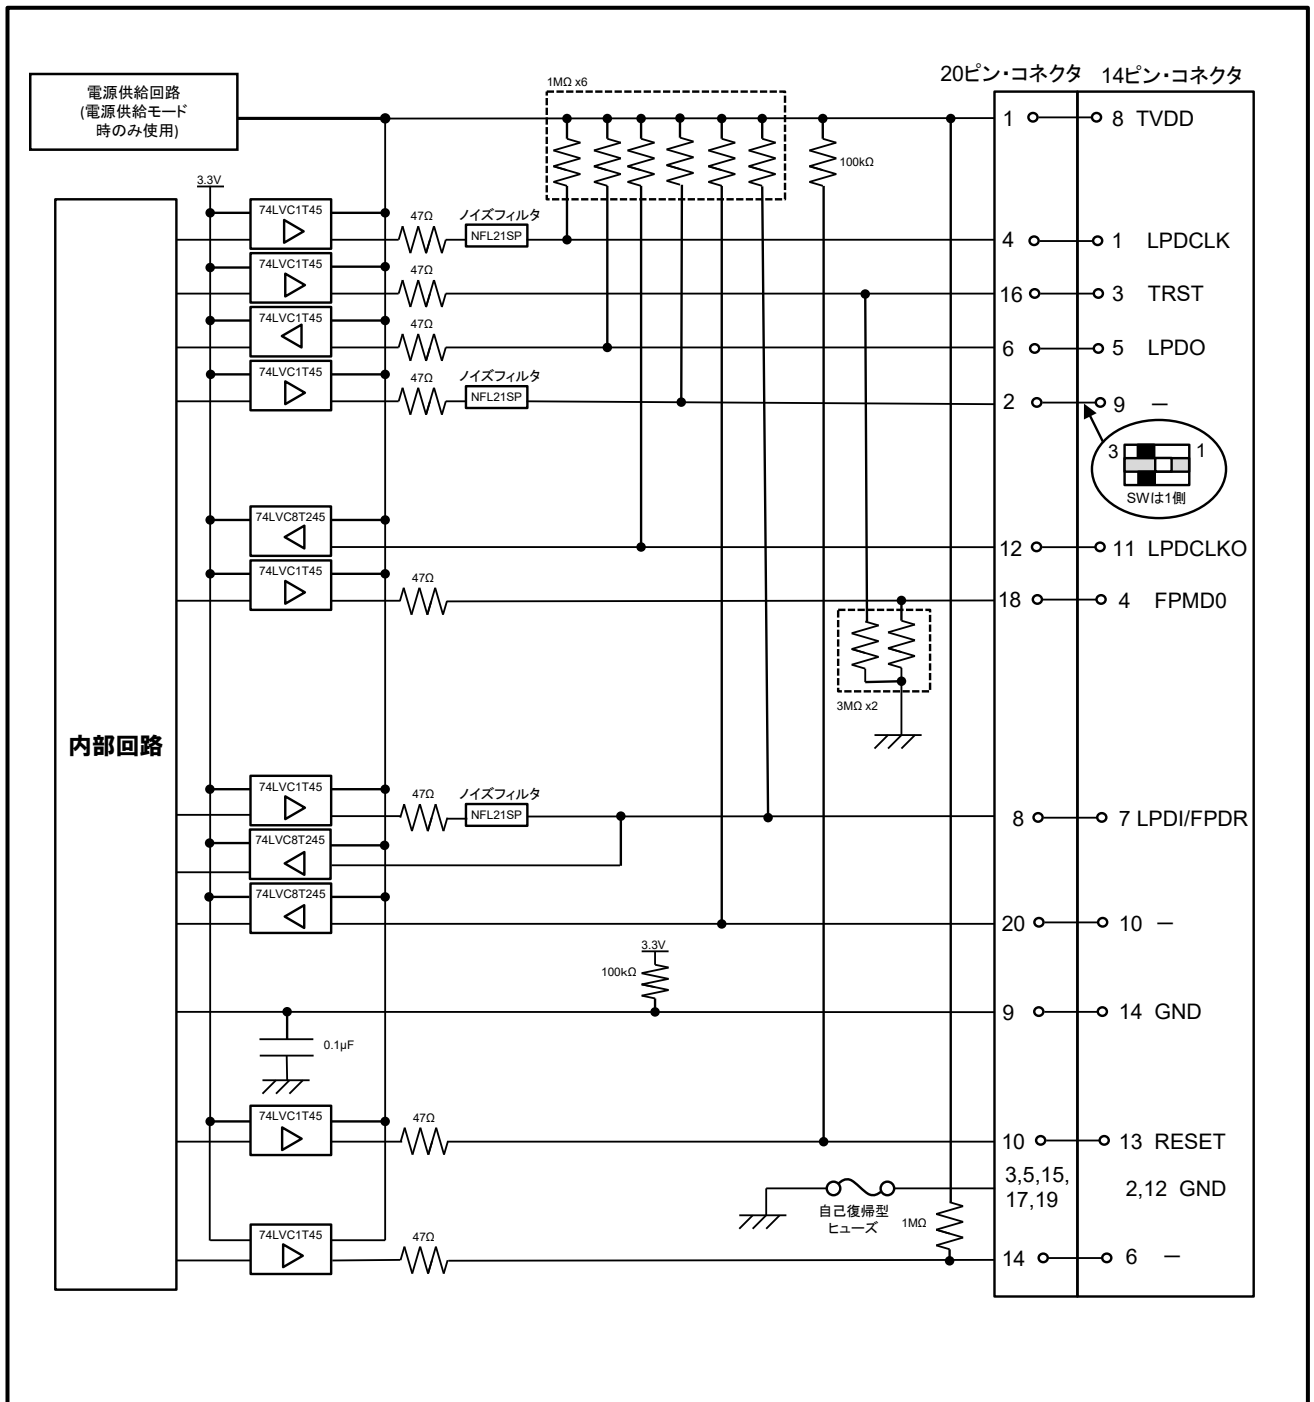 20ピン・コネクタ 14ピン・コネクタ
電源供給回路
(電源供給モード
時のみ使用)
1MΩ x6
1 8 TVDD
100kΩ
3.3V
74LVC1T45 47Ω ノイズフィルタ
NFL21SP
4 1 LPDCLK
74LVC1T45 47Ω
16 3 TRST
74LVC1T45 47Ω
6 5 LPDO
74LVC1T45 47Ω ノイズフィルタ
NFL21SP
2 9 －
3 1
SWは1側
74LVC8T245
12 11 LPDCLKO
74LVC1T45 47Ω
18 4 FPMD0
3MΩ x2
内部回路
74LVC1T45 47Ω ノイズフィルタ
NFL21SP
8 7 LPDI/FPDR
74LVC8T245
74LVC8T245
20 10 －
3.3V
100kΩ
9 14 GND
0.1μF
74LVC1T45 47Ω
10 13 RESET
3,5,15,
17,19
2,12 GND
自己復帰型
ヒューズ
1MΩ
74LVC1T45 47Ω
14 6 －